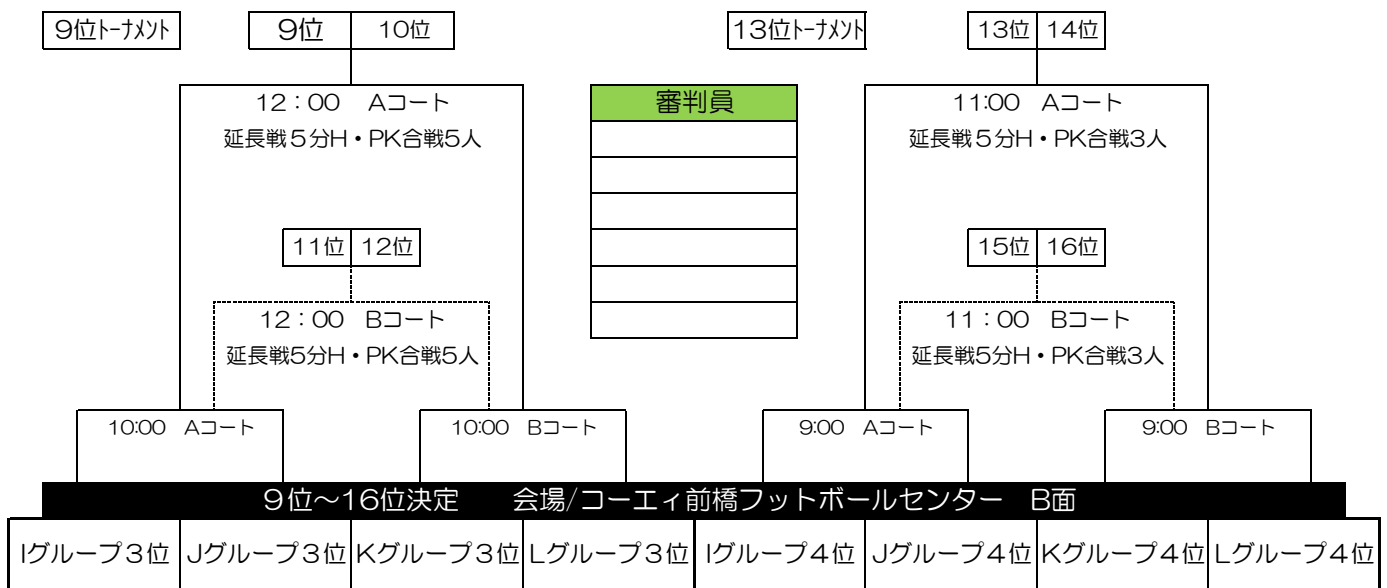 9位トーナメント 9位 10位 13位トーナメント 13位 14位
12：00　Aコート 審判員 11:00　Aコート
延長戦５分H・PK合戦5人 延長戦５分H・PK合戦3人
11位 12位 15位 16位
12：00　Bコート 11：00　Bコート
延長戦5分H・PK合戦5人 延長戦5分H・PK合戦3人
10:00　Aコート 10:00　Bコート 9:00　Aコート 9:00　Bコート
９位～16位決定　　会場/コーエィ前橋フットボールセンター　B面
Iグループ３位 Jグループ３位 Kグループ３位 Lグループ３位 Iグループ４位 Jグループ４位 Kグループ４位 Lグループ４位